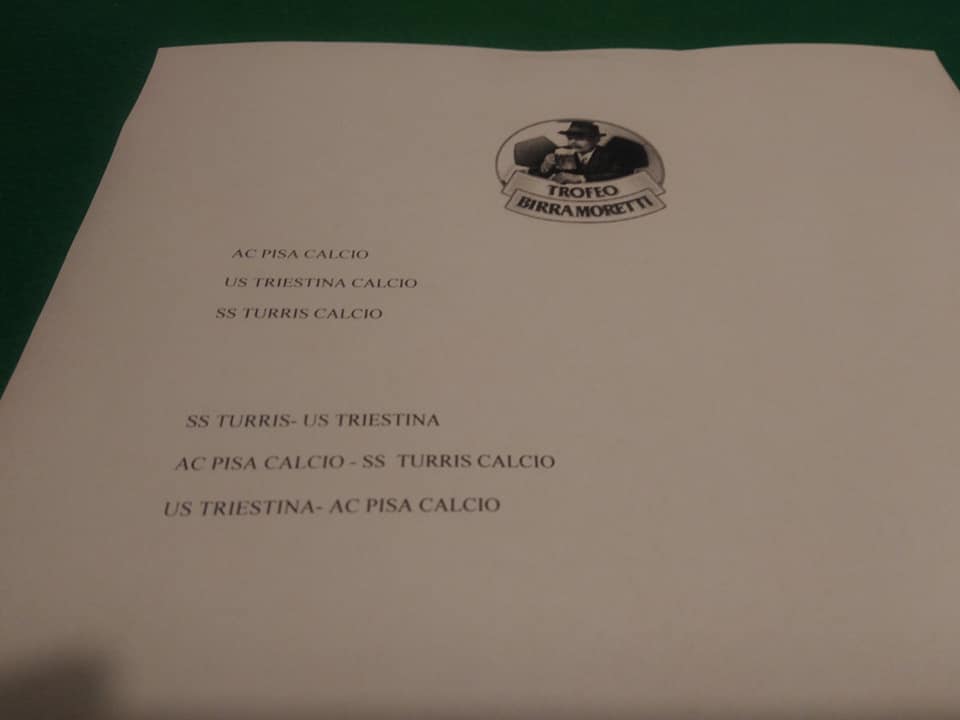 TROFEO
BIRRA MORETTI
AC PISA CALCIO
US TRIESTINA CALCIO
SS TURRIS CALCIO
SS TURRIS- US TRIESTINA
AC PISA CALCIO - SS TURRIS CALCIO
US TRIESTINA- AC PISA CALCIO